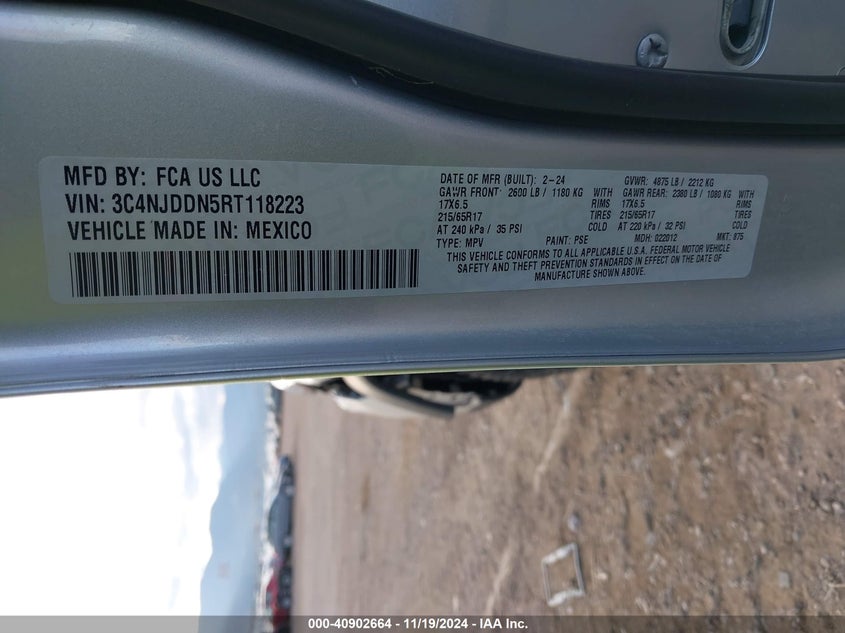 MFD BY: FCA US LLC
VIN: 3C4NJDDN5RT118223
VEHICLE MADE IN: MEXICO
DATE OF MFR (BUILT): 2-24 GVWR: 4875 LB / 2212 KG
GAWR FRONT: 2600 LB / 1180 KG GAWR REAR: 2380 LB / 1080 KG
17X6.5 RIMS 17X6.5 RIMS
215/65R17 TIRES 215/65R17 TIRES
AT 240 kPa / 35 PSI COLD AT 220 kPa / 32 PSI COLD
TYPE: MPV PAINT: PSE MDH: 022012 MKT: 875
THIS VEHICLE CONFORMS TO ALL APPLICABLE U.S.A. FEDERAL MOTOR VEHICLE
SAFETY AND THEFT PREVENTION STANDARDS IN EFFECT ON THE DATE OF
MANUFACTURE SHOWN ABOVE.
000-40902664 - 11/19/2024 - IAA Inc.